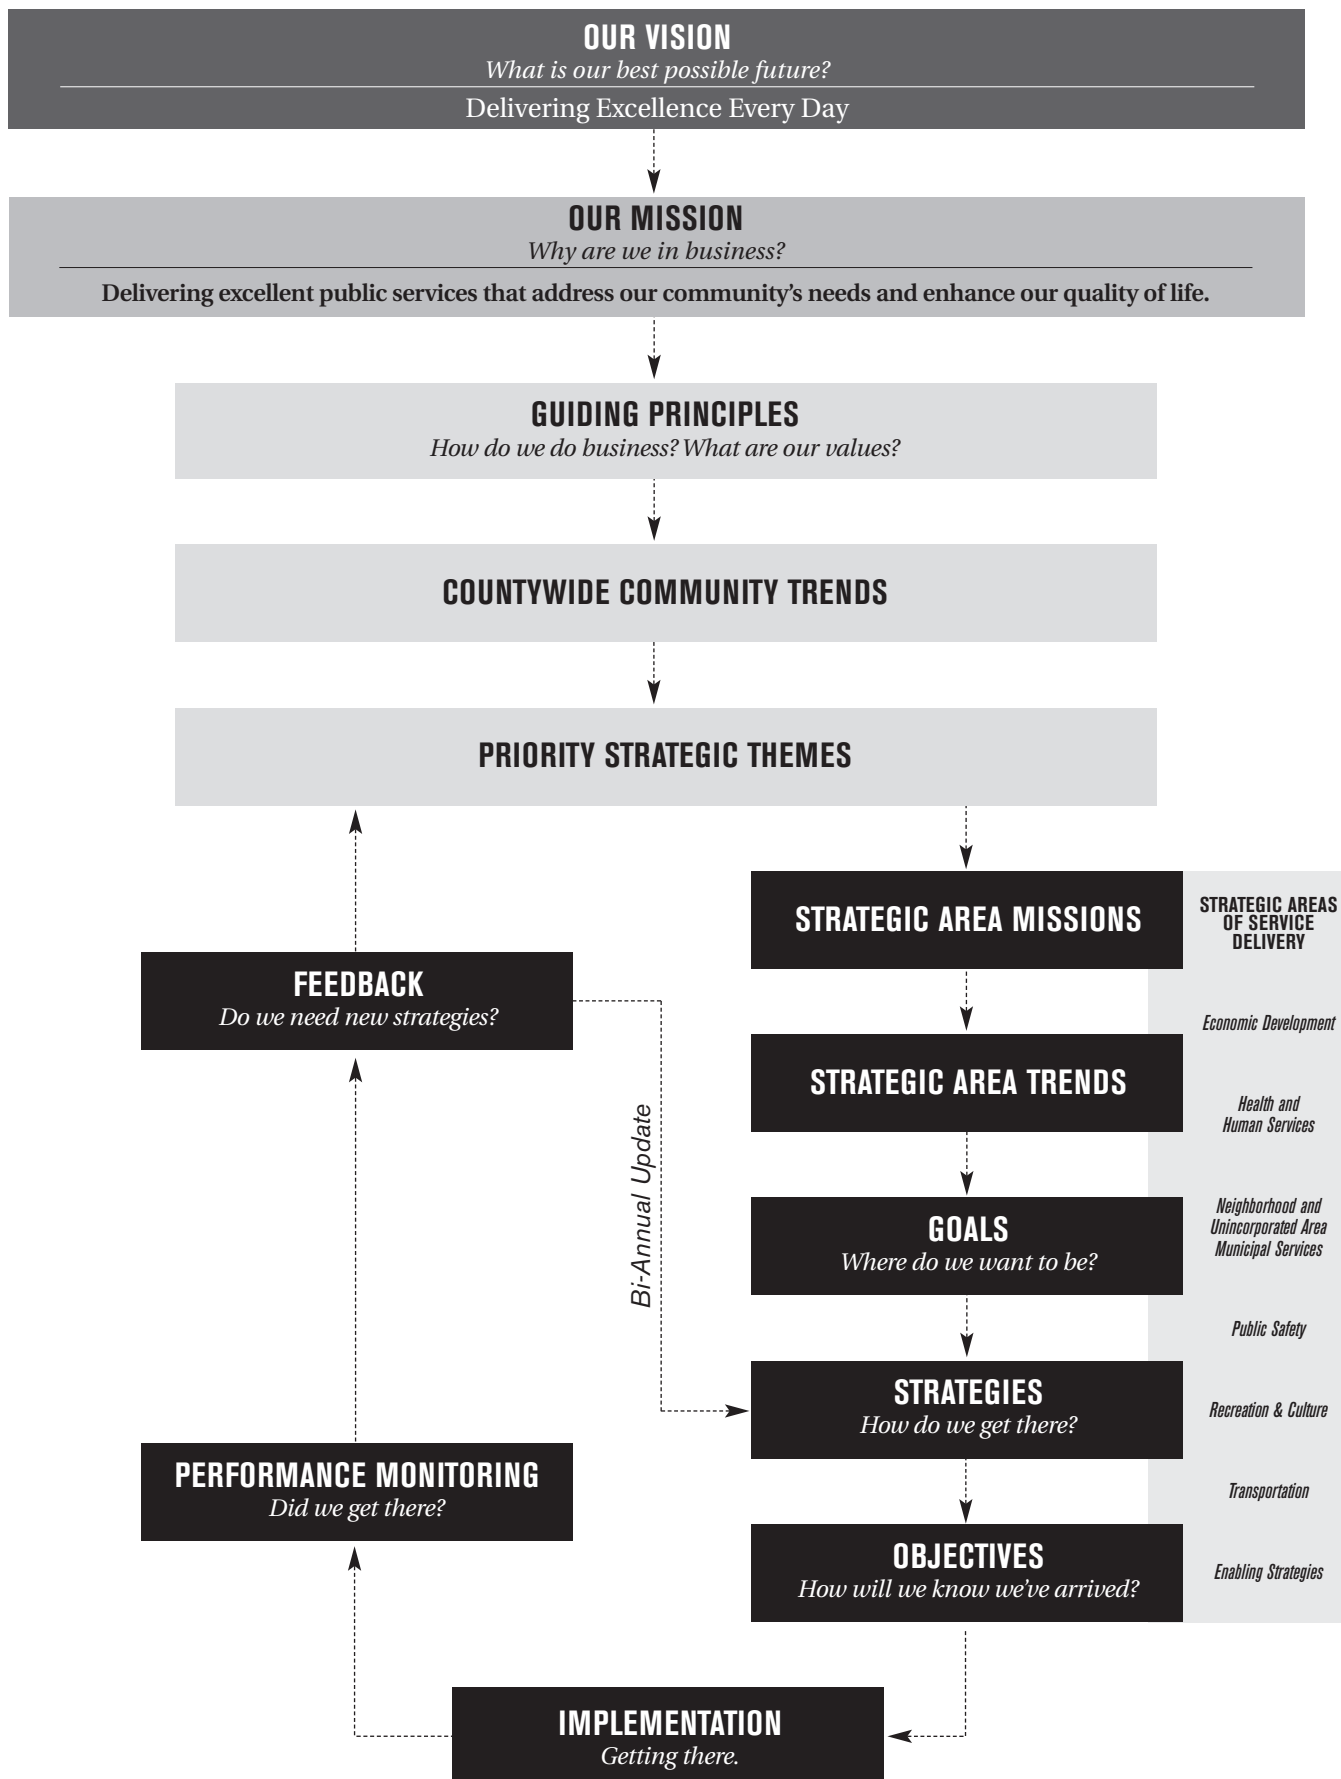 OUR VISION
What is our best possible future?
Delivering Excellence Every Day
OUR MISSION
Why are we in business?
Delivering excellent public services that address our community’s needs and enhance our quality of life.
GUIDING PRINCIPLES
How do we do business? What are our values?
COUNTYWIDE COMMUNITY TRENDS
PRIORITY STRATEGIC THEMES
STRATEGIC AREA MISSIONS
STRATEGIC AREAS
OF SERVICE
DELIVERY
FEEDBACK
Do we need new strategies?
Economic Development
STRATEGIC AREA TRENDS
Health and
Human Services
Bi-Annual Update
GOALS
Where do we want to be?
Neighborhood and
Unincorporated Area
Municipal Services
Public Safety
STRATEGIES
How do we get there?
Recreation & Culture
PERFORMANCE MONITORING
Did we get there?
Transportation
OBJECTIVES
How will we know we’ve arrived?
Enabling Strategies
IMPLEMENTATION
Getting there.